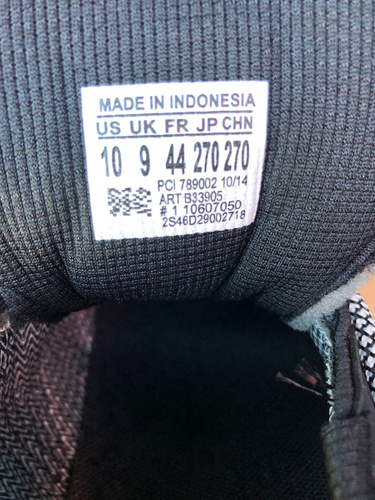 MADE IN INDONESIA
US UK FR JP CHN
10 9 44 270 270
PCI 789002 10/14
ART B33905
# 1 1060705D
2S46D29002718